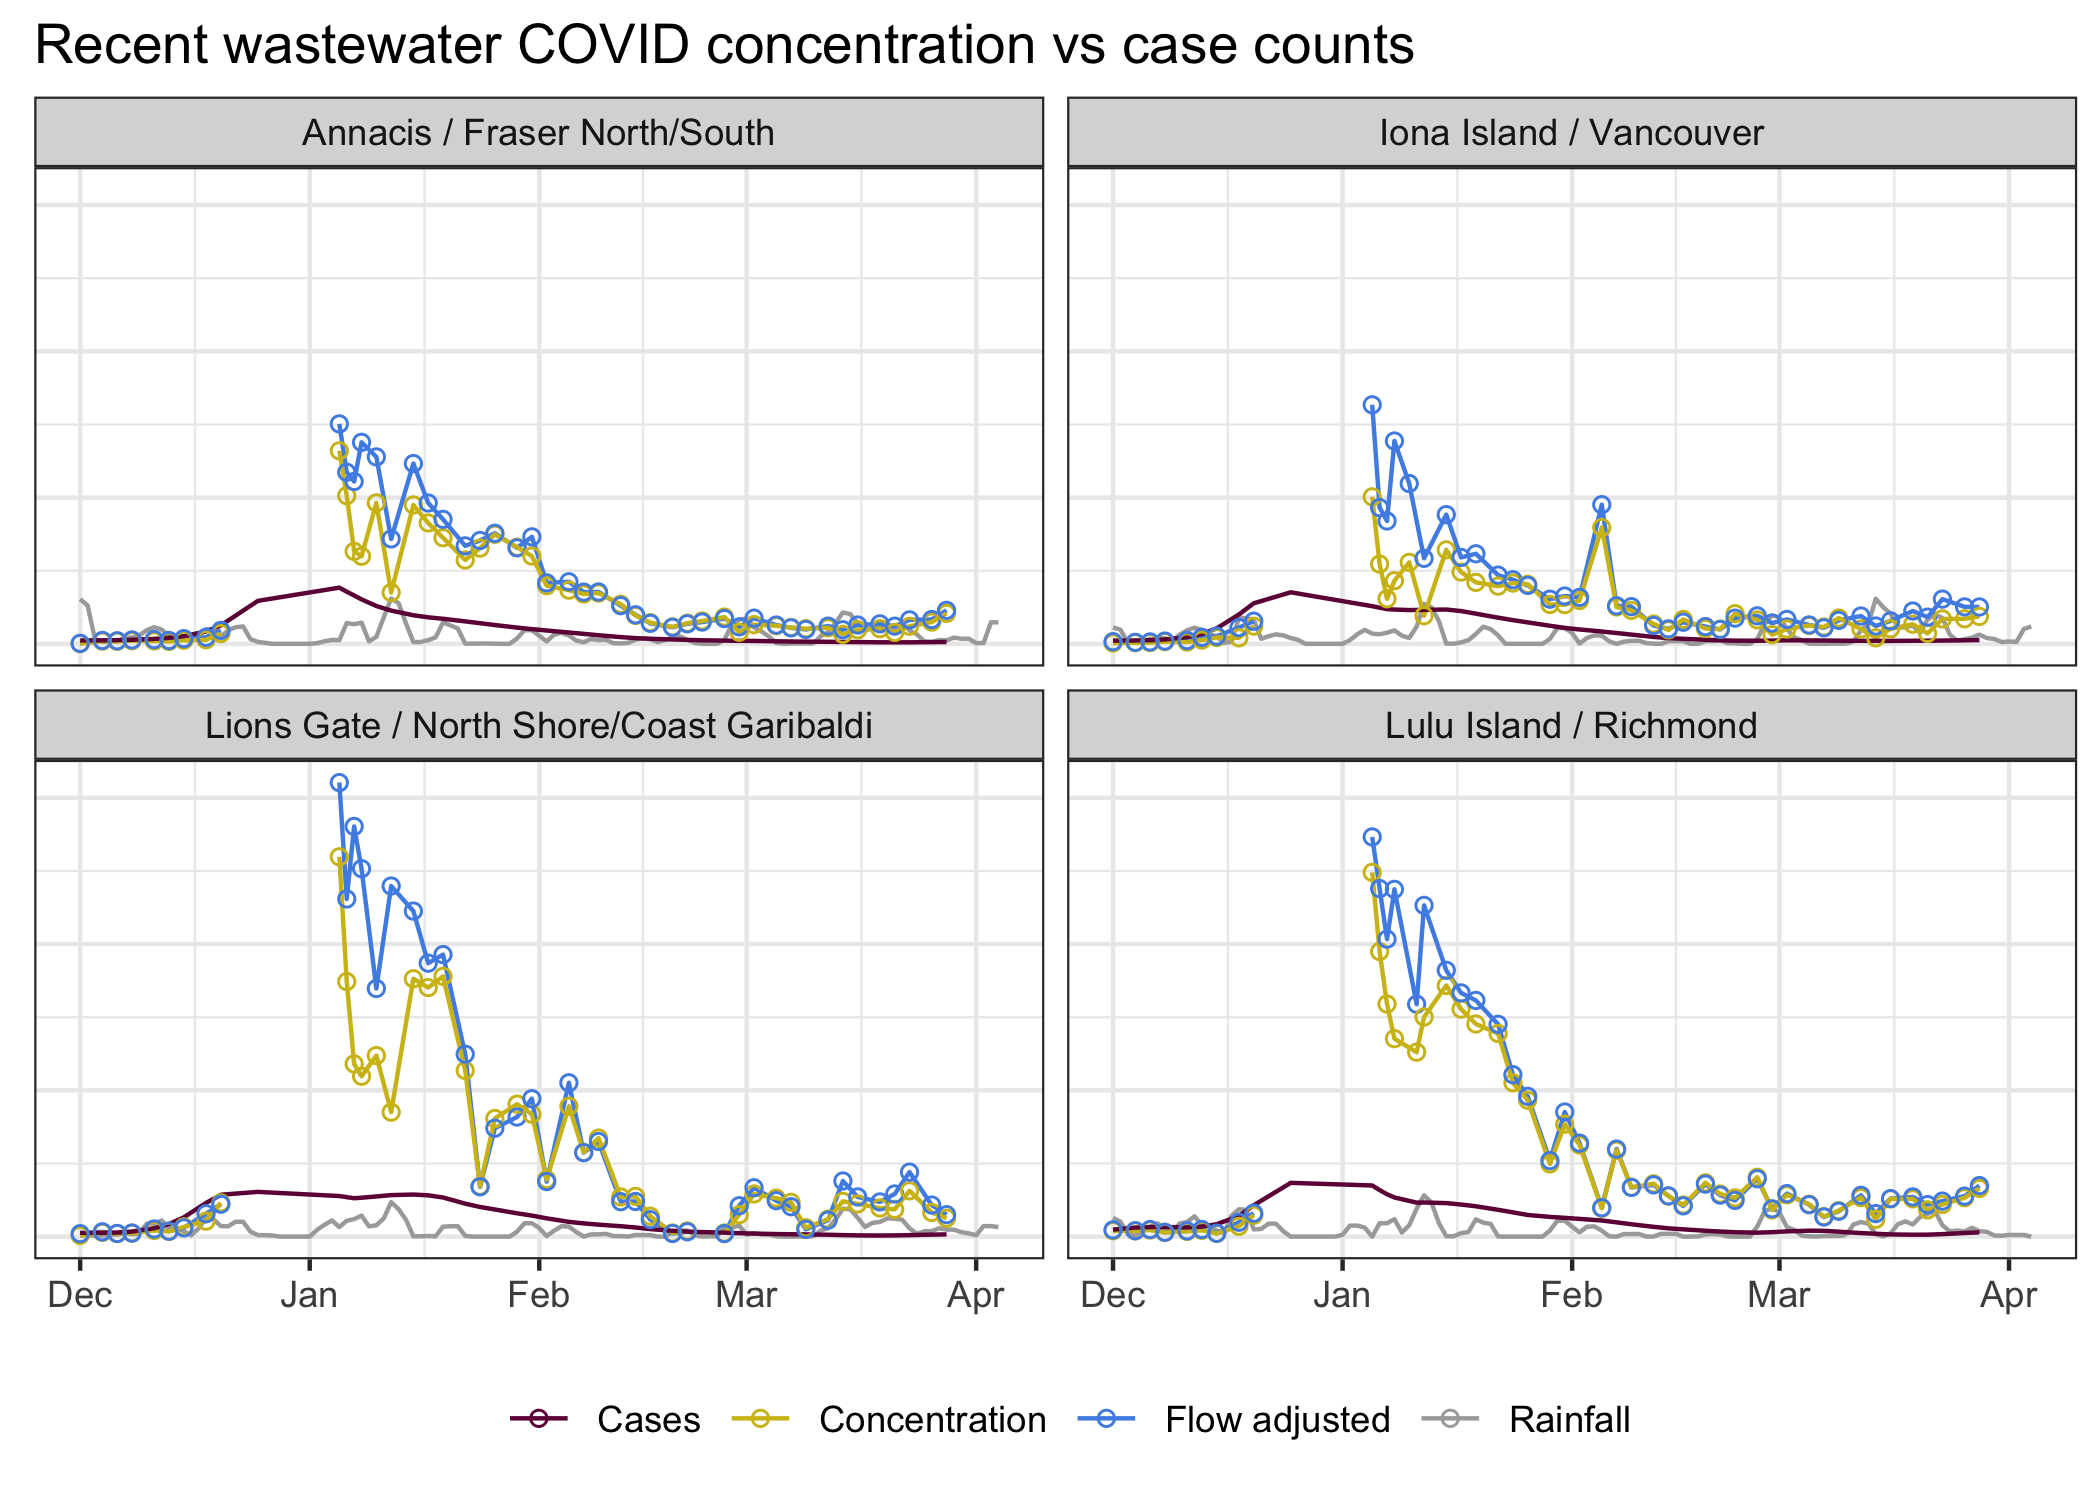 Recent wastewater COVID concentration vs case counts
Annacis / Fraser North/South
Iona Island / Vancouver
Lions Gate / North Shore/Coast Garibaldi
Lulu Island / Richmond
Dec Jan Feb Mar Apr
Dec Jan Feb Mar Apr
Cases Concentration Flow adjusted Rainfall